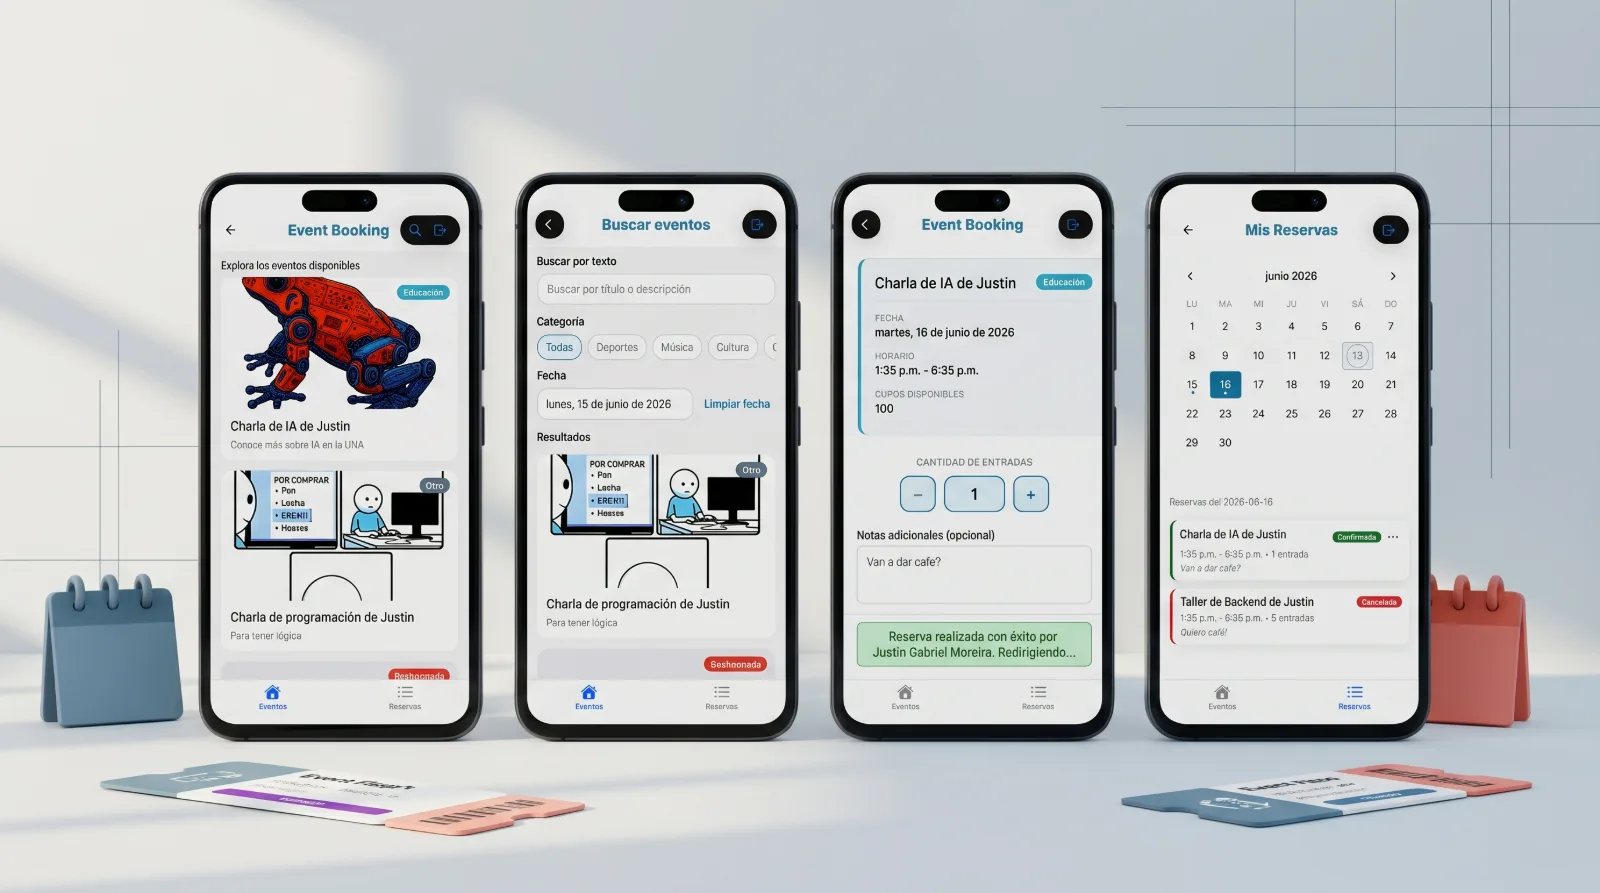 Event Booking
Explora los eventos disponibles
Educación
Charla de IA de Justin
Conoce más sobre IA en la UNA
POR COMPRAR
• Pon
• Locha
• ERENII
• Hoszes
Otro
Charla de programación de Justin
Para tener lógica
Eventos
Reservas
Buscar eventos
Buscar por texto
Buscar por título o descripción
Categoría
Todas
Deportes
Música
Cultura
Fecha
lunes, 15 de junio de 2026
Limpiar fecha
Resultados
POR COMPRAR
• Pon
• Lecha
• ERERI1
• Hosses
Otro
Charla de programación de Justin
Para tener lógica
Eventos
Reservas
Event Booking
Charla de IA de Justin
Educación
FECHA
martes, 16 de junio de 2026
HORARIO
1:35 p.m. - 6:35 p.m.
CUPOS DISPONIBLES
100
CANTIDAD DE ENTRADAS
− 1 +
Notas adicionales (opcional)
Van a dar cafe?
Reserva realizada con éxito por
Justin Gabriel Moreira. Redirigiendo...
Eventos
Reservas
Mis Reservas
junio 2026
LU MA MI JU VI SÁ DO
1 2 3 4 5 6 7
8 9 10 11 12 13 14
15 16 17 18 19 20 21
22 23 24 25 26 27 28
29 30
Reservas del 2026-06-16
Charla de IA de Justin
Confirmada
1:35 p.m. - 6:35 p.m. • 1 entrada
Van a dar cafe?
Taller de Backend de Justin
Cancelada
1:35 p.m. - 6:35 p.m. • 5 entradas
Quiero café!
Eventos
Reservas